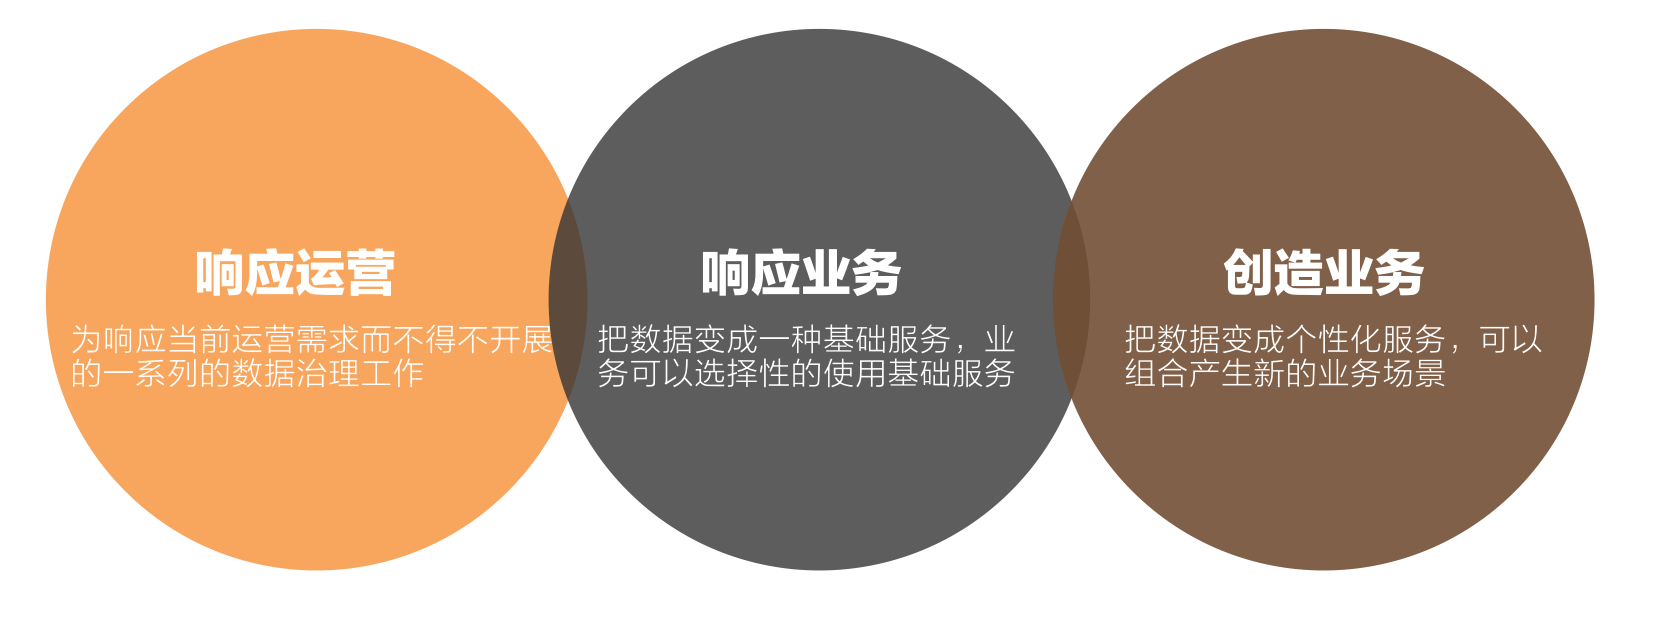 响应运营
为响应当前运营需求而不得不开展
的一系列的数据治理工作
响应业务
把数据变成一种基础服务，业
务可以选择性的使用基础服务
创造业务
把数据变成个性化服务，可以
组合产生新的业务场景